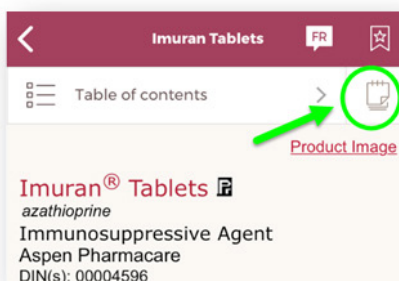 Imuran Tablets FR
Table of contents
Product Image
Imuran® Tablets ℞
azathioprine
Immunosuppressive Agent
Aspen Pharmacare
DIN(s): 00004596